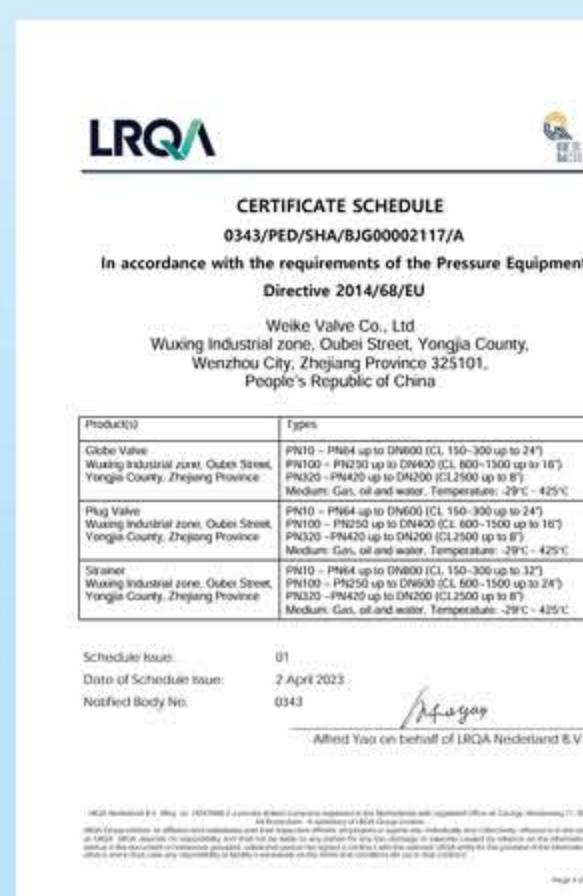 LRQA
CERTIFICATE SCHEDULE
0343/PED/SHA/BJG00002117/A
In accordance with the requirements of the Pressure Equipment
Directive 2014/68/EU
Weike Valve Co., Ltd
Wuxing Industrial zone, Oubei Street, Yongjia County,
Wenzhou City, Zhejiang Province 325101,
People's Republic of China
Product(s) Types
Globe Valve
Wuxing Industrial zone, Oubei Street,
Yongjia County, Zhejiang Province
PN10 – PN64 up to DN600 (CL 150–300 up to 24")
PN100 – PN250 up to DN400 (CL 600–1500 up to 16")
PN320 –PN420 up to DN200 (CL2500 up to 8")
Medium: Gas, oil and water, Temperature: -29°C – 425°C
Plug Valve
Wuxing Industrial zone, Oubei Street,
Yongjia County, Zhejiang Province
PN10 – PN64 up to DN600 (CL 150–300 up to 24")
PN100 – PN250 up to DN400 (CL 600–1500 up to 16")
PN320 –PN420 up to DN200 (CL2500 up to 8")
Medium: Gas, oil and water, Temperature: -29°C – 425°C
Strainer
Wuxing Industrial zone, Oubei Street,
Yongjia County, Zhejiang Province
PN10 – PN64 up to DN800 (CL 150–300 up to 32")
PN100 – PN250 up to DN600 (CL 600–1500 up to 24")
PN320 –PN420 up to DN200 (CL2500 up to 8")
Medium: Gas, oil and water, Temperature: -29°C – 425°C
Schedule Issue: 01
Date of Schedule Issue: 2 April 2023
Notified Body No. 0343
Alfred Yao on behalf of LRQA Nederland B.V